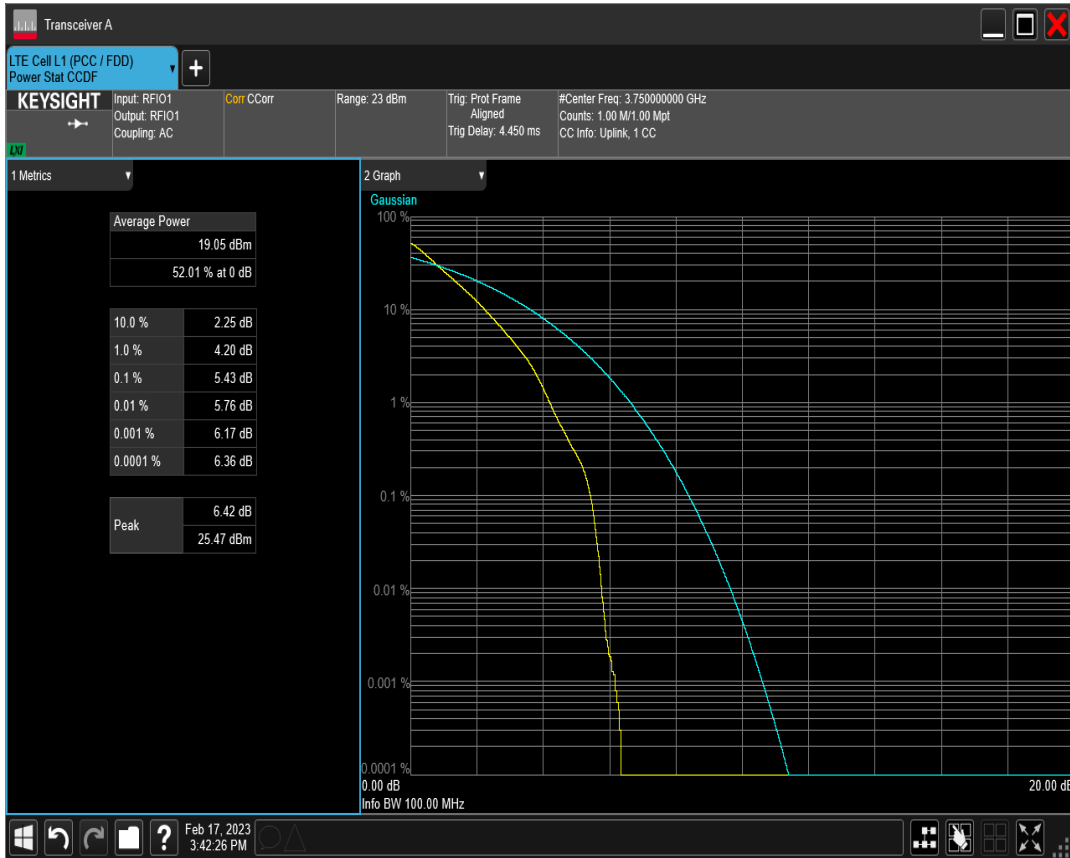 Transceiver A
LTE Cell L1 (PCC / FDD)
Power Stat CCDF
KEYSIGHT
LXI
Input: RFIO1
Output: RFIO1
Coupling: AC
Corr CCorr
Range: 23 dBm
Trig: Prot Frame
Aligned
Trig Delay: 4.450 ms
#Center Freq: 3.750000000 GHz
Counts: 1.00 M/1.00 Mpt
CC Info: Uplink, 1 CC
1 Metrics
Average Power
19.05 dBm
52.01 % at 0 dB
10.0 % 2.25 dB
1.0 % 4.20 dB
0.1 % 5.43 dB
0.01 % 5.76 dB
0.001 % 6.17 dB
0.0001 % 6.36 dB
Peak
6.42 dB
25.47 dBm
2 Graph
Gaussian
100 %
10 %
1 %
0.1 %
0.01 %
0.001 %
0.0001 %
0.00 dB
20.00 dB
Info BW 100.00 MHz
?
Feb 17, 2023
3:42:26 PM